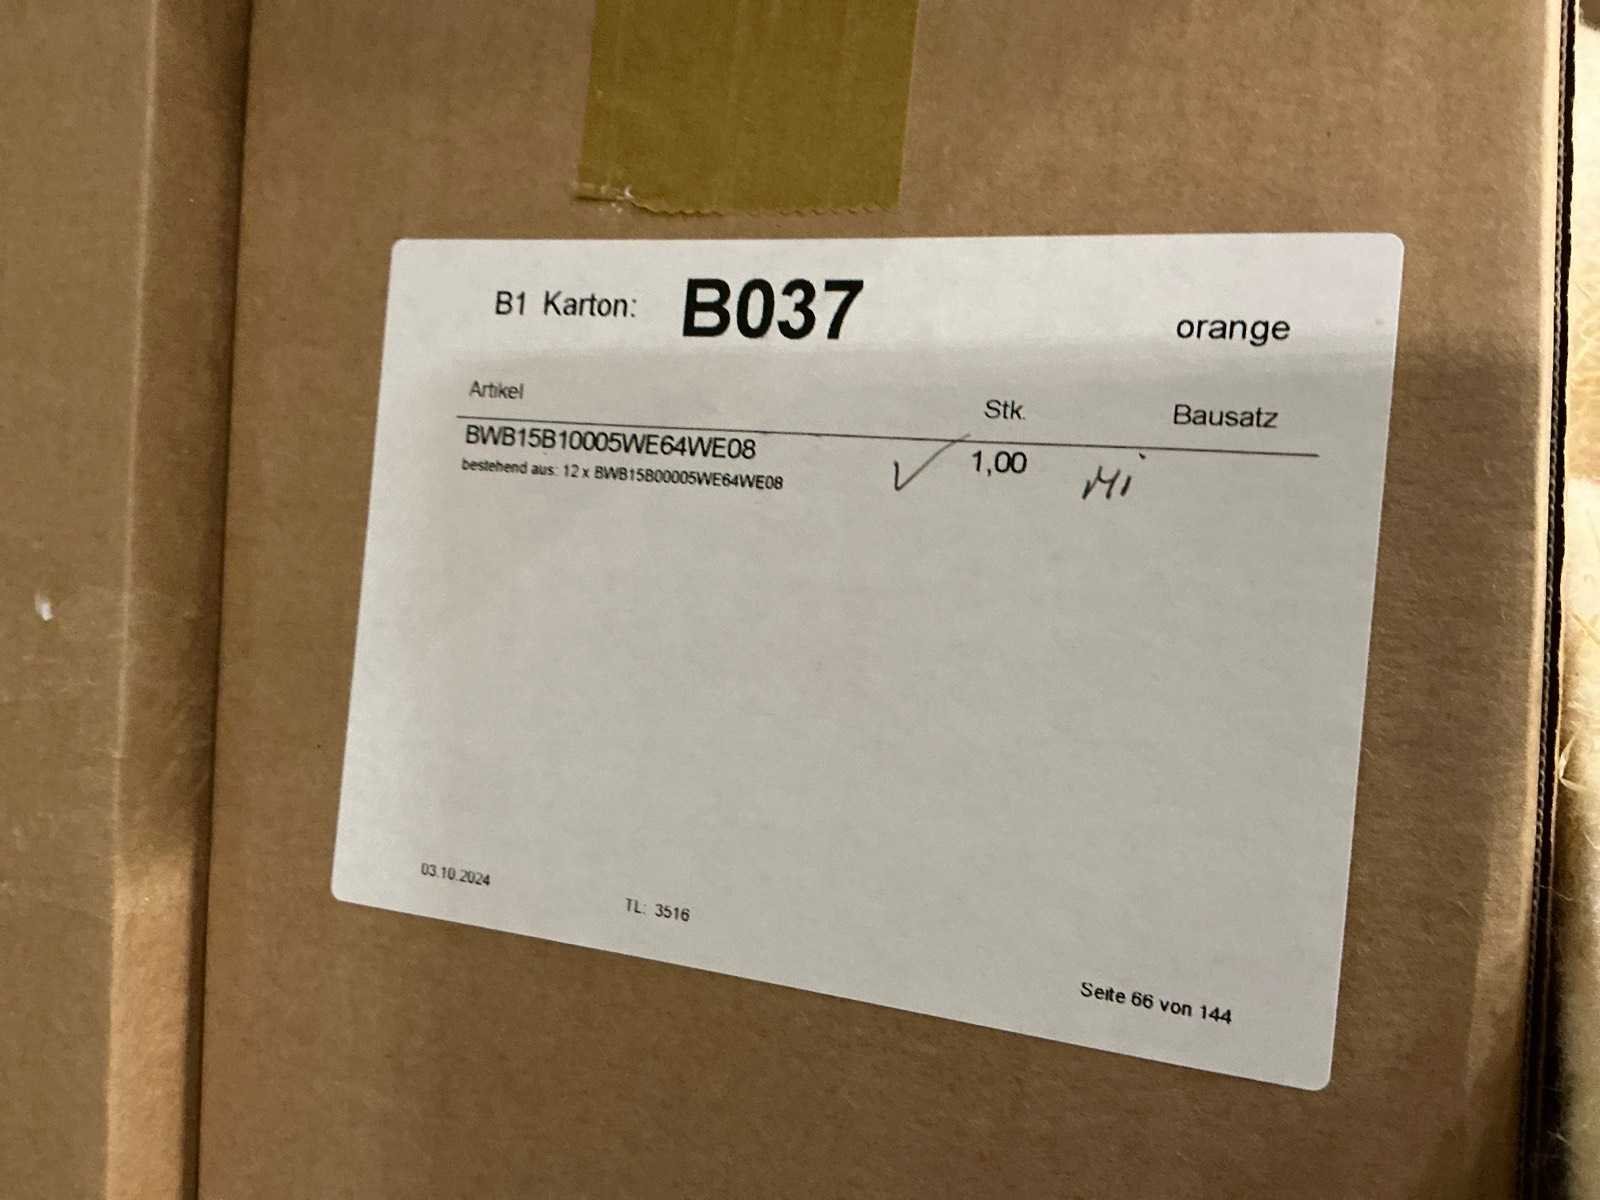 B1 Karton: B037 orange
Artikel Stk. Bausatz
BWB15B10005WE64WE08 1,00
bestehend aus: 12 x BWB15B00005WE64WE08
03.10.2024
TL: 3516
Seite 66 von 144